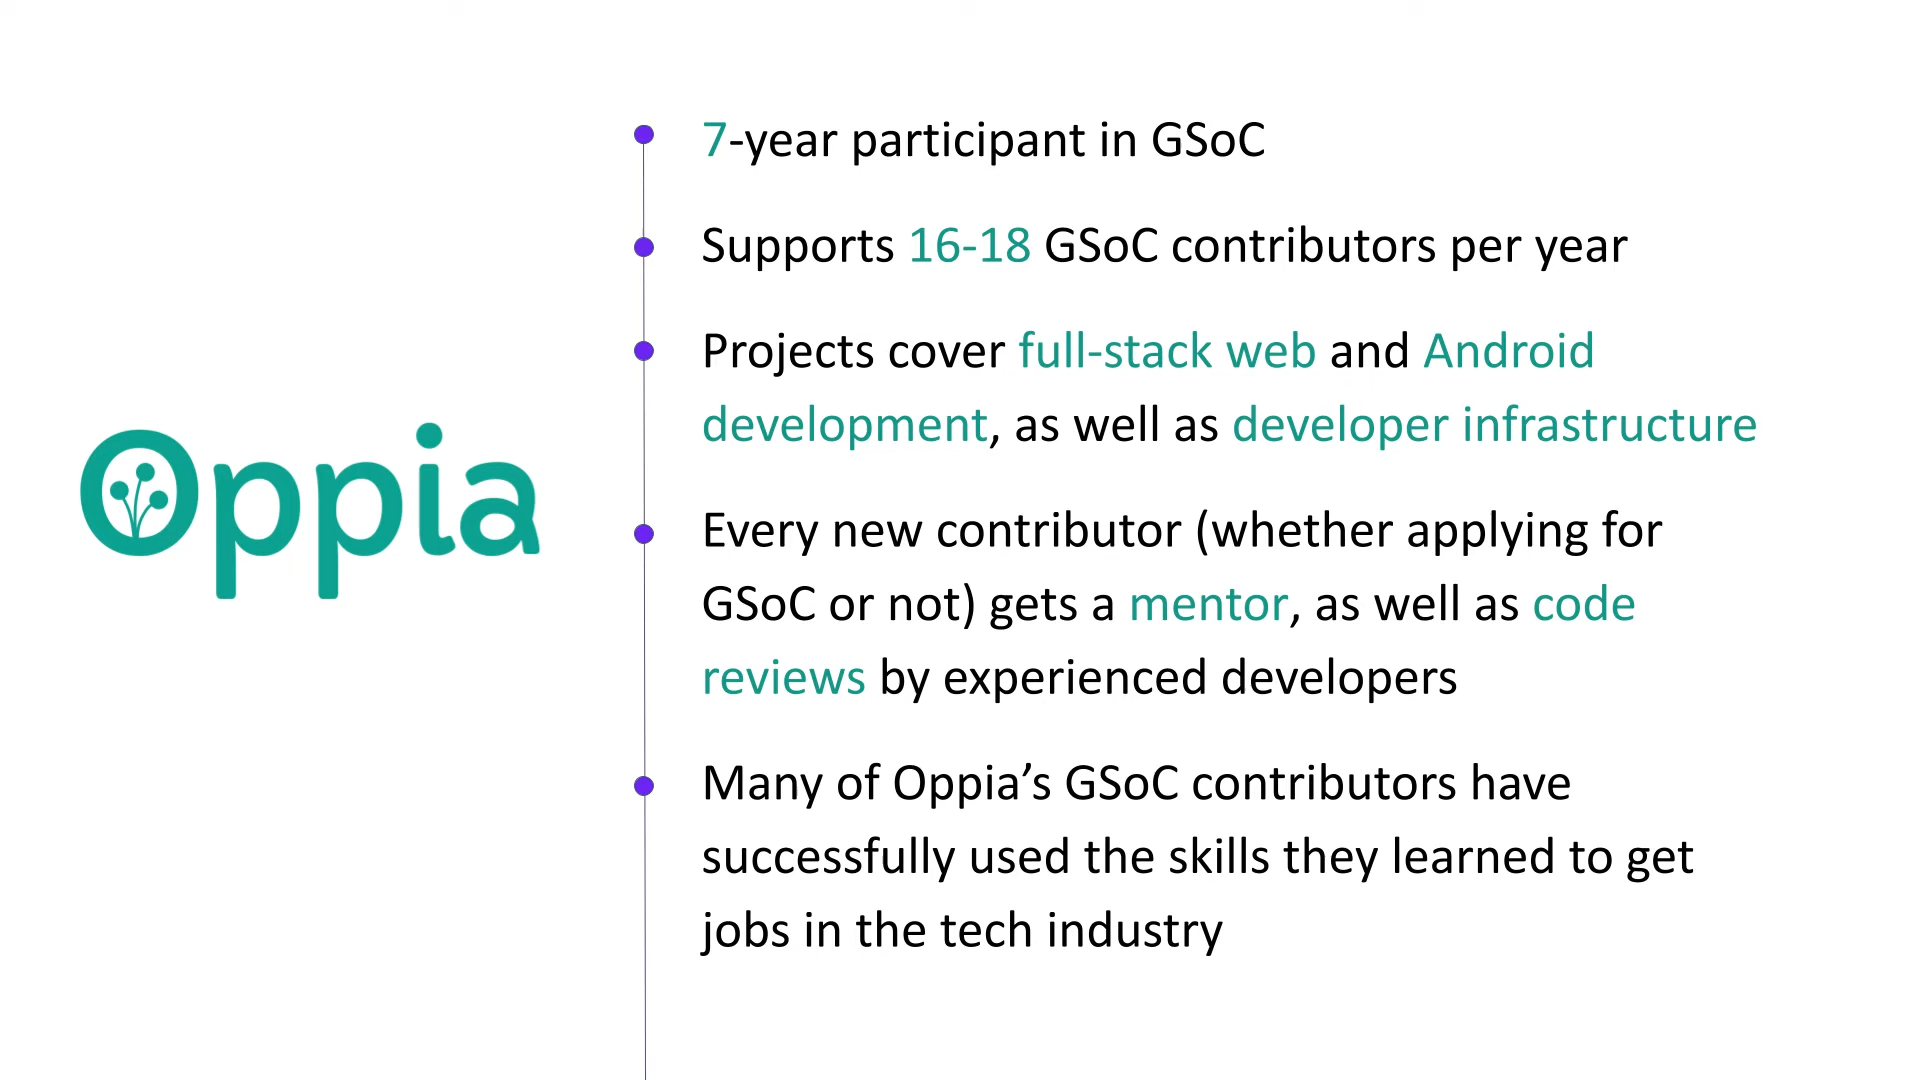 Oppia
7-year participant in GSoC
Supports 16-18 GSoC contributors per year
Projects cover full-stack web and Android
development, as well as developer infrastructure
Every new contributor (whether applying for
GSoC or not) gets a mentor, as well as code
reviews by experienced developers
Many of Oppia’s GSoC contributors have
successfully used the skills they learned to get
jobs in the tech industry